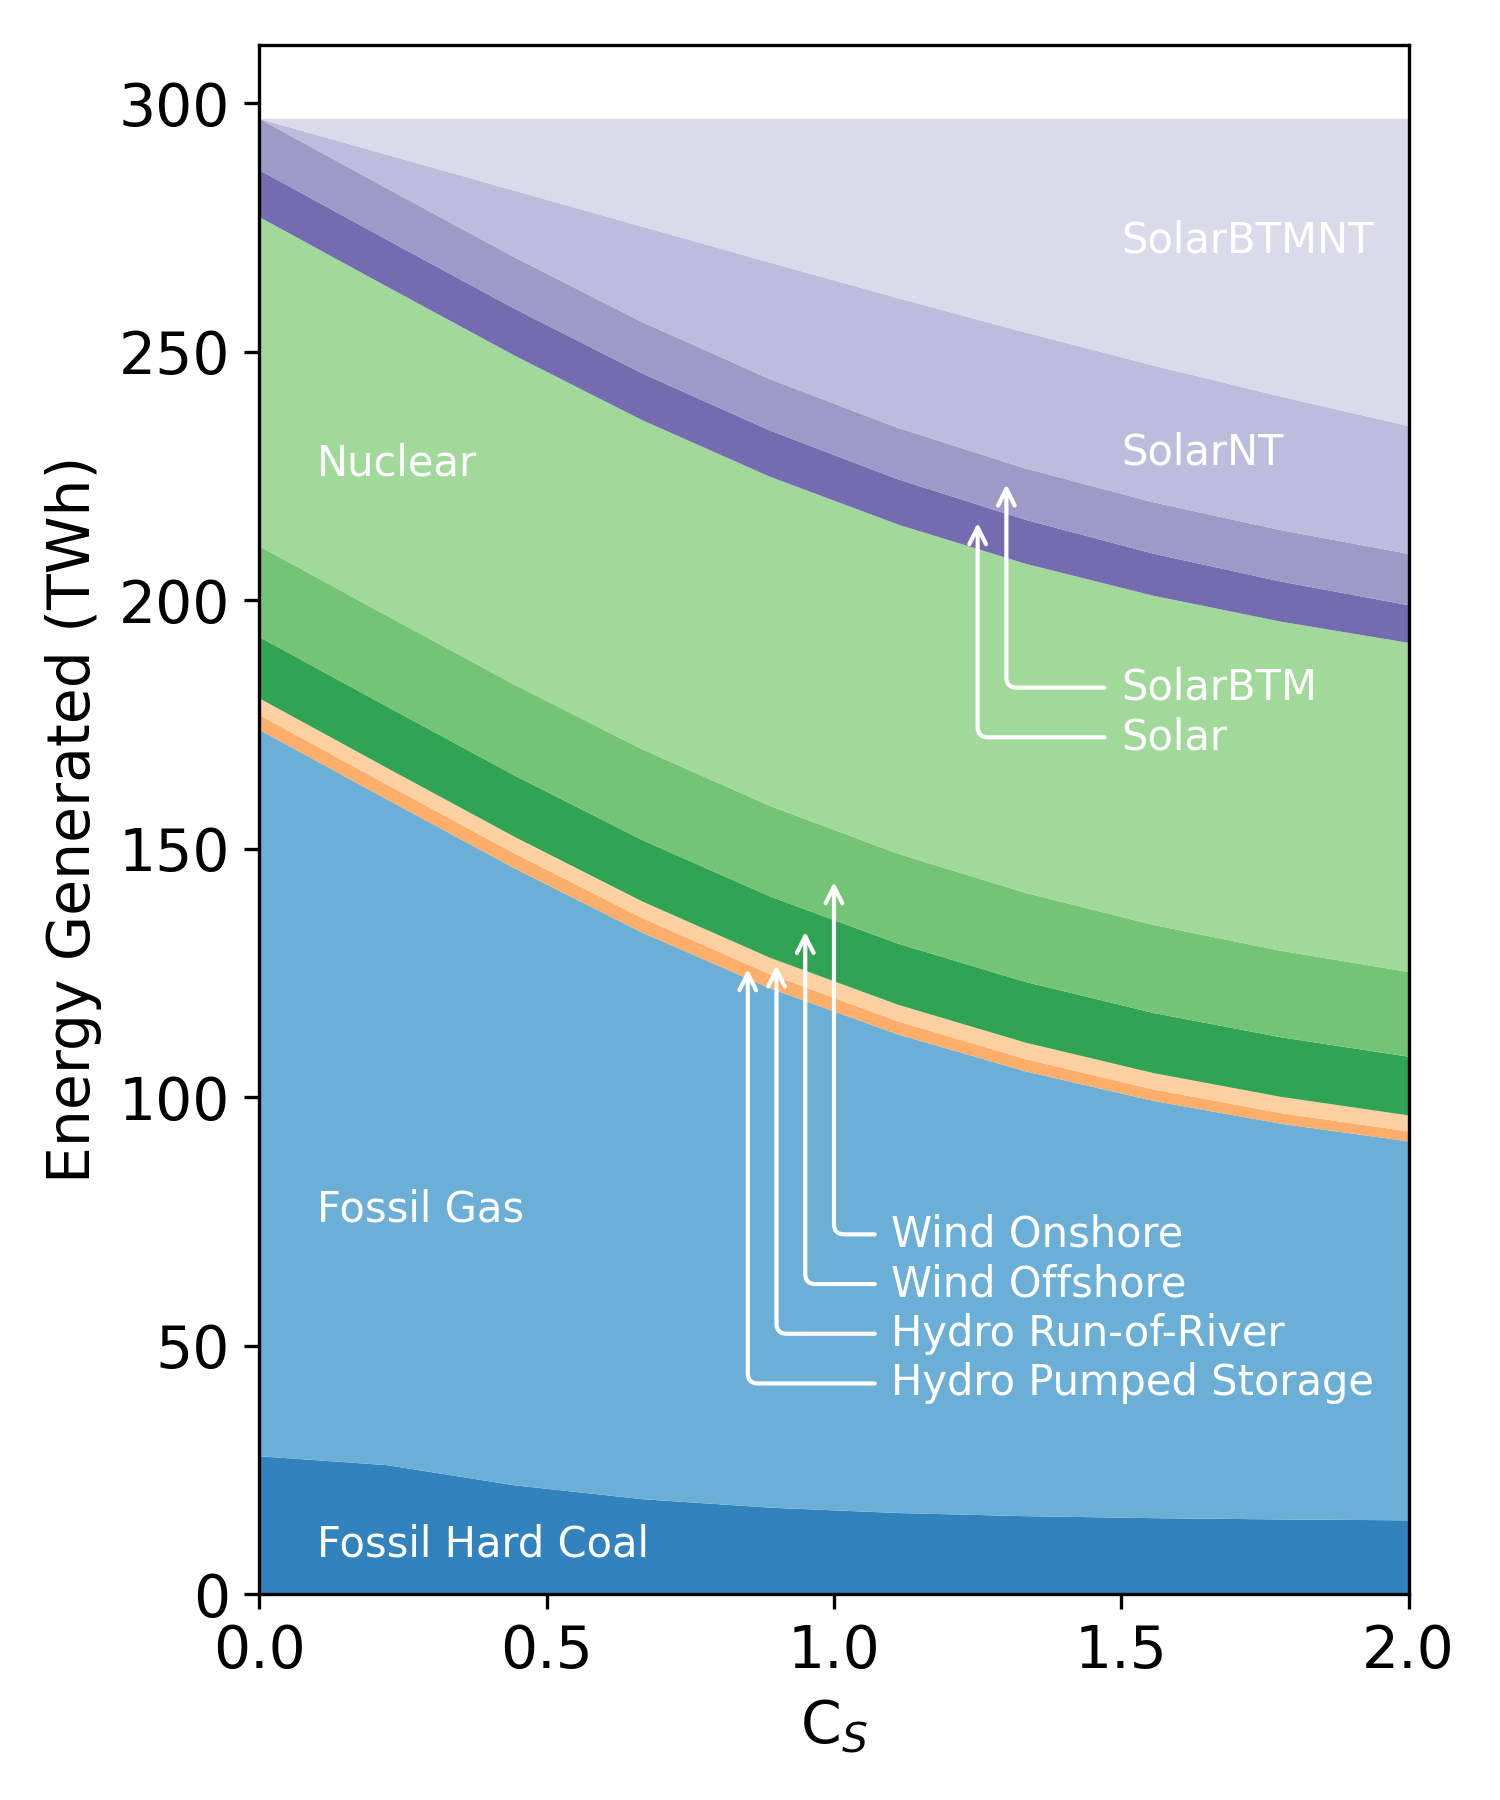 300
250
200
150
100
50
0
Energy Generated (TWh)
SolarBTMNT
SolarNT
Nuclear
SolarBTM
Solar
Fossil Gas
Wind Onshore
Wind Offshore
Hydro Run-of-River
Hydro Pumped Storage
Fossil Hard Coal
0.0 0.5 1.0 1.5 2.0
C_S